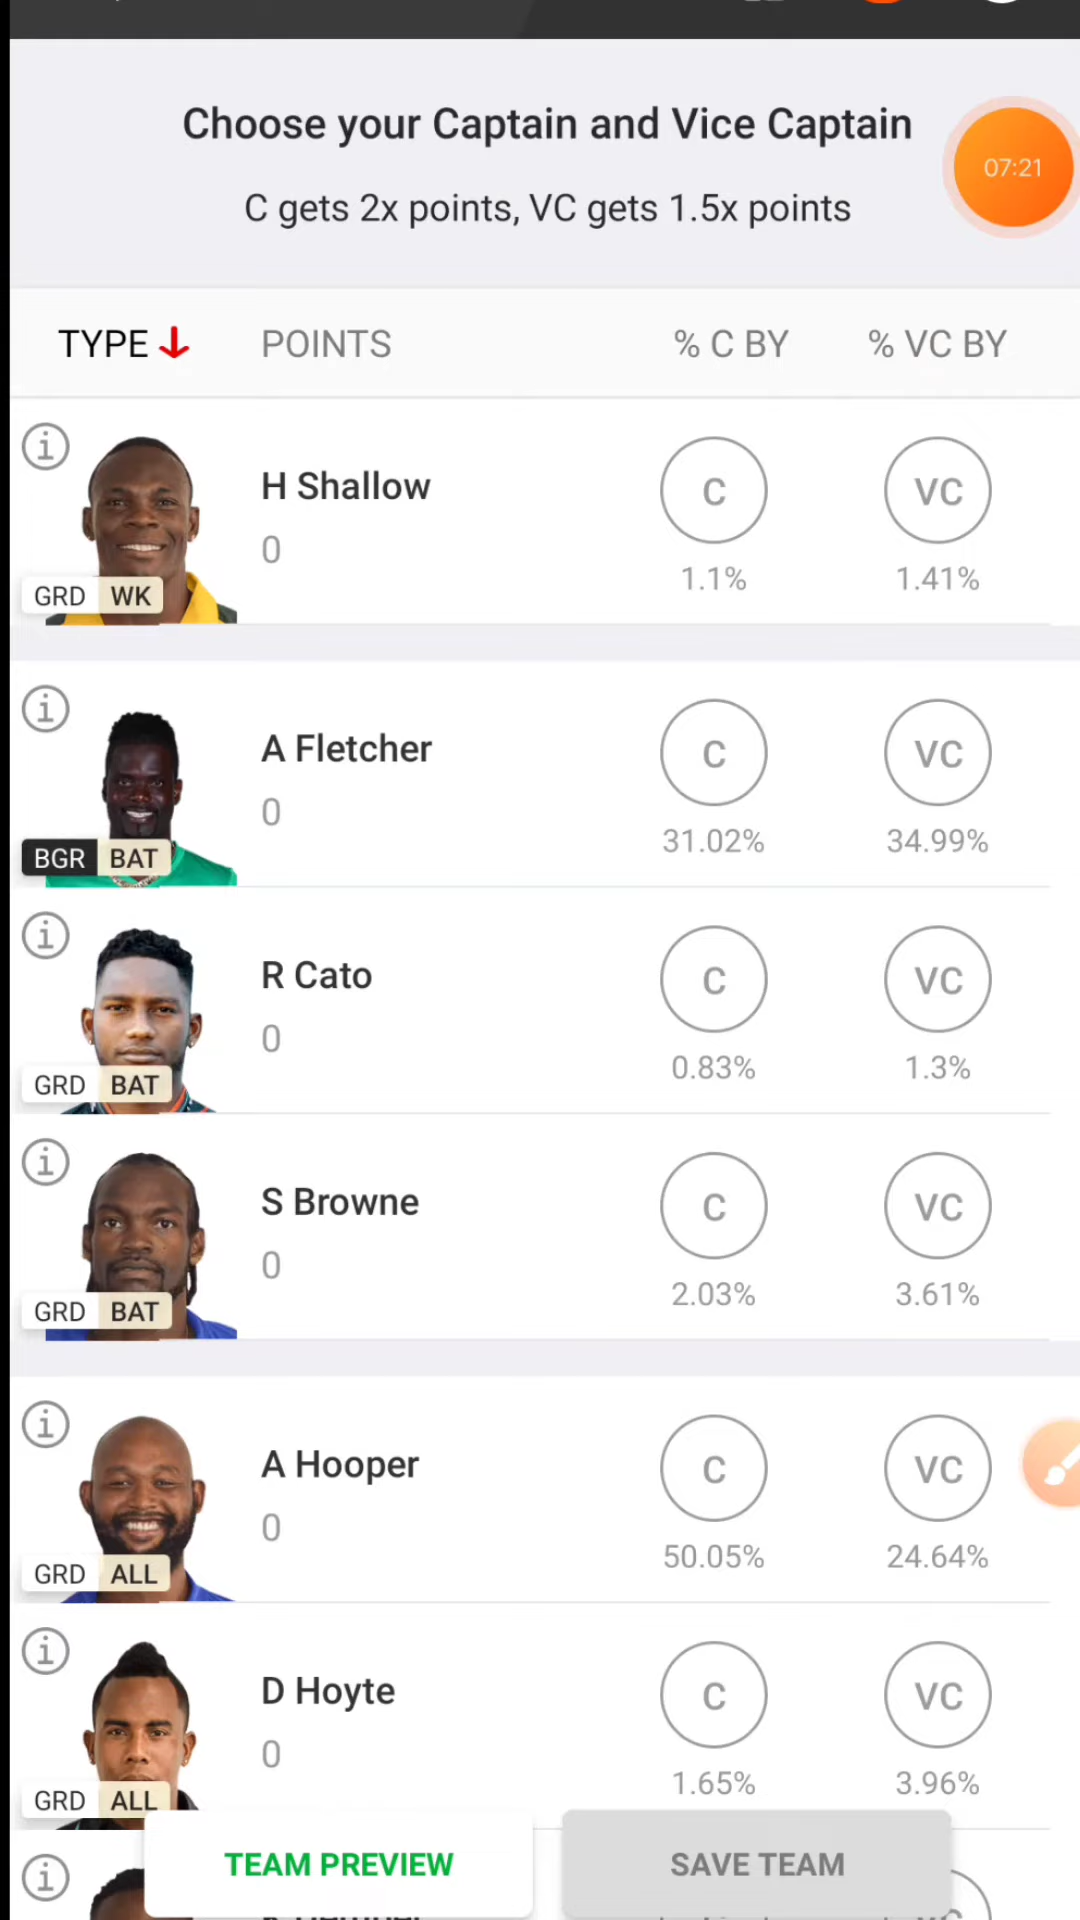 Choose your Captain and Vice Captain
C gets 2x points, VC gets 1.5x points
07:21
TYPE POINTS % C BY % VC BY
H Shallow
0
C VC
1.1% 1.41%
GRD WK
A Fletcher
0
C VC
31.02% 34.99%
BGR BAT
R Cato
0
C VC
0.83% 1.3%
GRD BAT
S Browne
0
C VC
2.03% 3.61%
GRD BAT
A Hooper
0
C VC
50.05% 24.64%
GRD ALL
D Hoyte
0
C VC
1.65% 3.96%
GRD ALL
TEAM PREVIEW SAVE TEAM